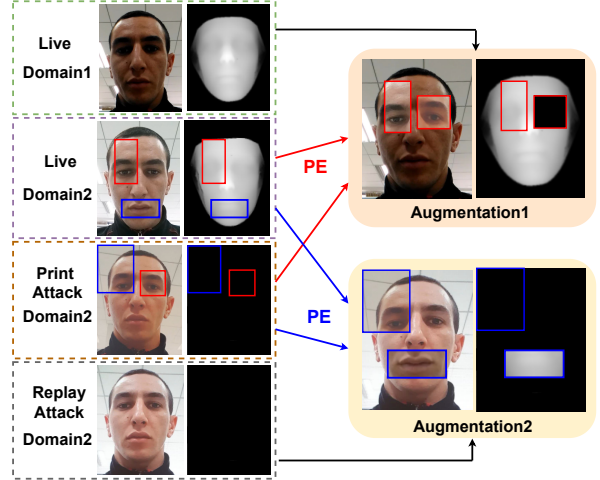 Live
Domain1
Live
Domain2
Print
Attack
Domain2
Replay
Attack
Domain2
PE
PE
Augmentation1
Augmentation2